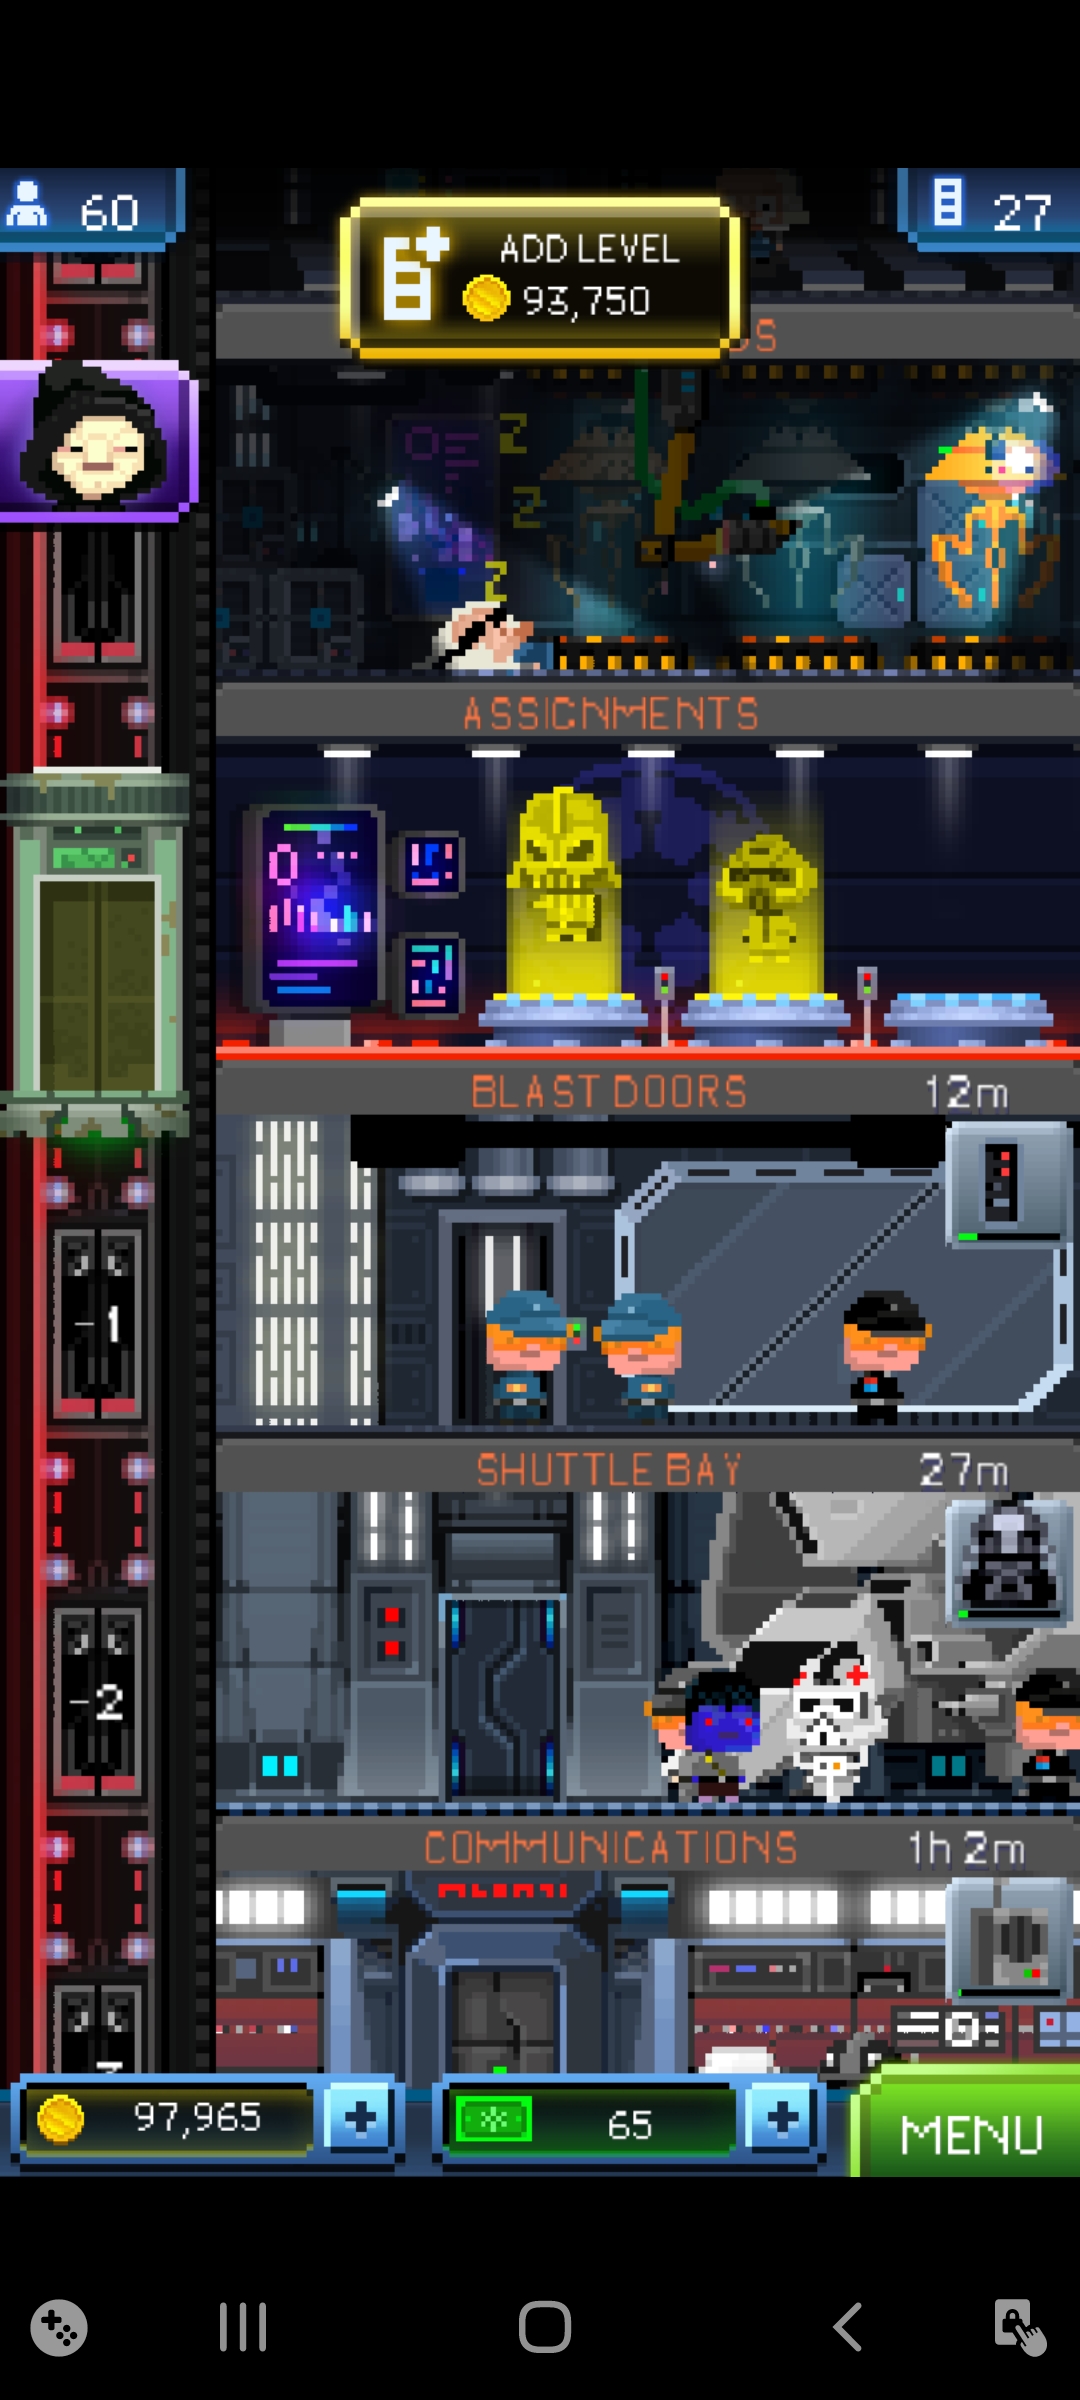 60
ADD LEVEL
93,750
27
DS
Z
Z
Z
ASSIGNMENTS
BLAST DOORS 12m
-1
SHUTTLE BAY 27m
-2
COMMUNICATIONS 1h 2m
97,965
65
MENU